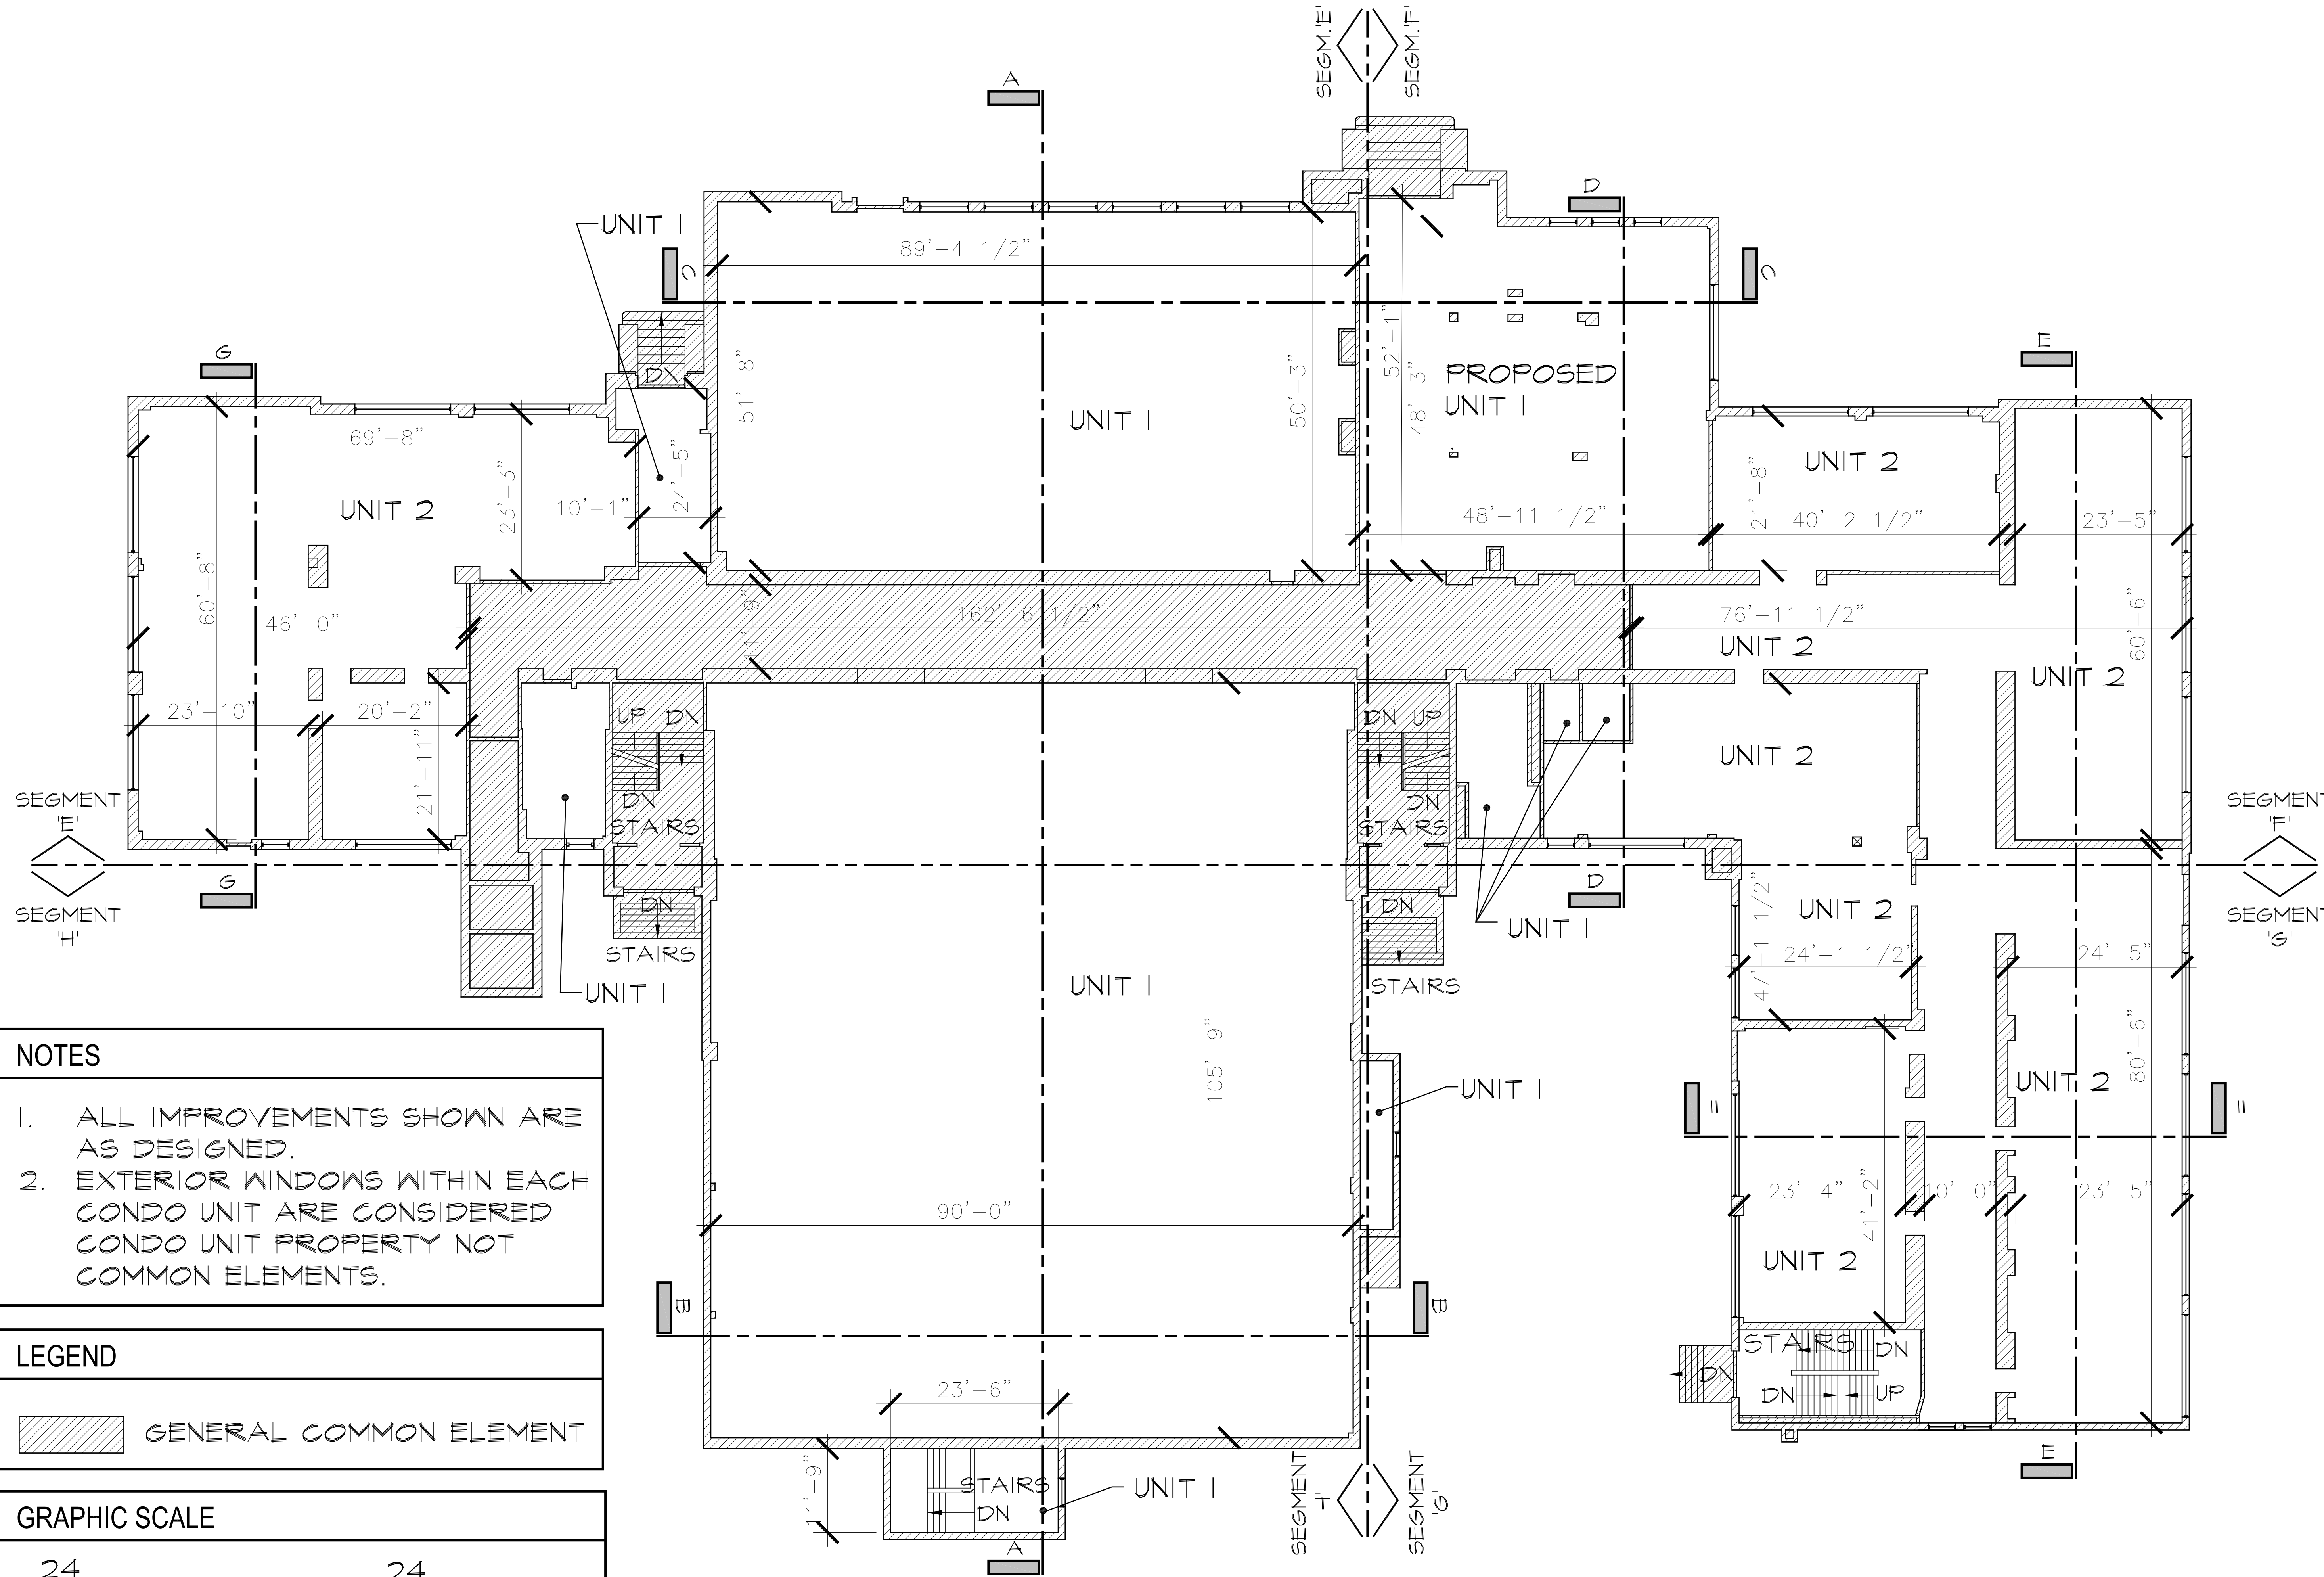 SEGM.'E'
SEGM.'F'
A
D
UNIT 1
89'-4 1/2"
C
C
51'-8"
50'-3"
52'-1"
48'-3"
PROPOSED
UNIT 1
UNIT 1
G
E
DN
69'-8"
23'-3"
10'-1"
24'-5"
UNIT 2
UNIT 2
21'-8"
48'-11 1/2"
40'-2 1/2"
23'-5"
60'-8"
46'-0"
11'-9"
162'-6 1/2"
76'-11 1/2"
UNIT 2
60'-6"
UNIT 2
23'-10"
20'-2"
21'-11"
UP
DN
DN
STAIRS
DN
UP
DN
STAIRS
UNIT 2
SEGMENT
'E'
SEGMENT
'F'
G
D
SEGMENT
'H'
SEGMENT
'G'
DN
STAIRS
DN
STAIRS
UNIT 1
UNIT 1
UNIT 1
UNIT 2
47'-1 1/2"
24'-1 1/2"
24'-5"
105'-9"
UNIT 1
80'-6"
UNIT 2
F
F
NOTES
1. ALL IMPROVEMENTS SHOWN ARE
AS DESIGNED.
2. EXTERIOR WINDOWS WITHIN EACH
CONDO UNIT ARE CONSIDERED
CONDO UNIT PROPERTY NOT
COMMON ELEMENTS.
90'-0"
23'-4"
41'-2"
10'-0"
23'-5"
UNIT 2
B
B
STAIRS
DN
DN
DN
UP
LEGEND
GENERAL COMMON ELEMENT
23'-6"
11'-9"
STAIRS
DN
UNIT 1
SEGMENT
'H'
SEGMENT
'G'
E
A
GRAPHIC SCALE
24
24